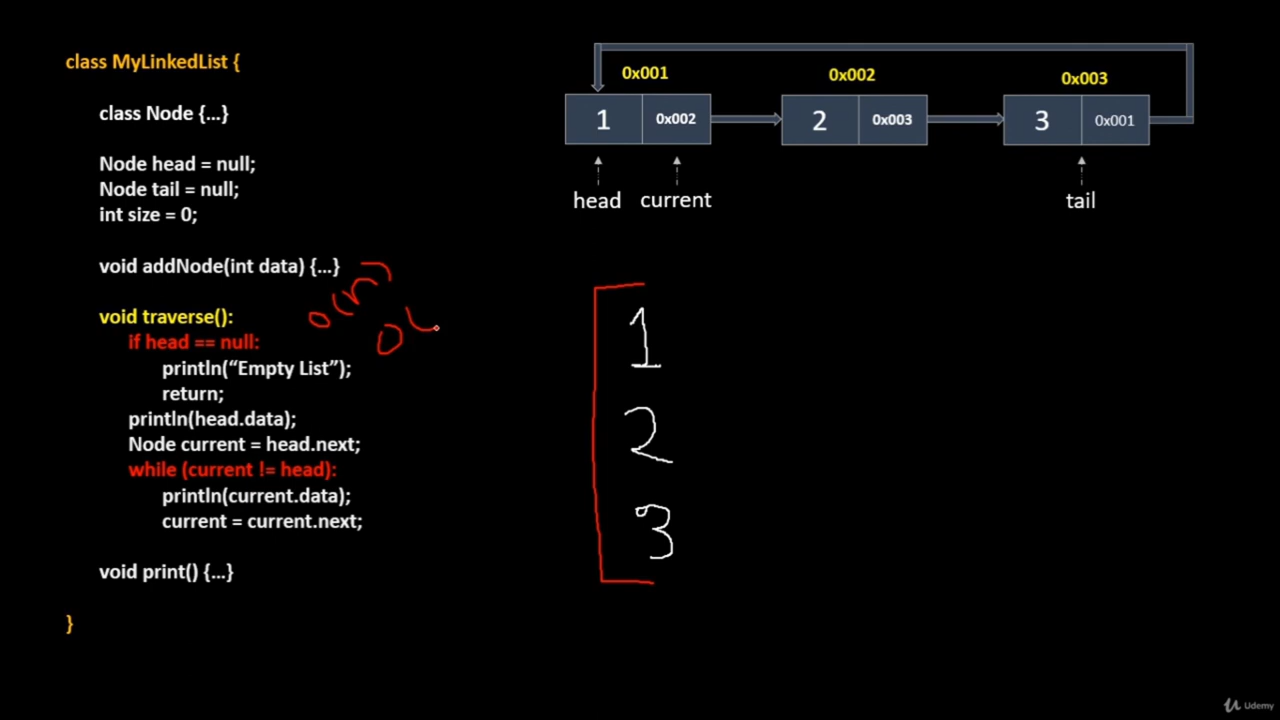 class MyLinkedList {
class Node {...}
Node head = null;
Node tail = null;
int size = 0;
void addNode(int data) {...}
void traverse():
if head == null:
println(“Empty List”);
return;
println(head.data);
Node current = head.next;
while (current != head):
println(current.data);
current = current.next;
void print() {...}
}
0x001 0x002 0x003
1 0x002 2 0x003 3 0x001
head current tail
O(n)
O(
1
2
3
Udemy